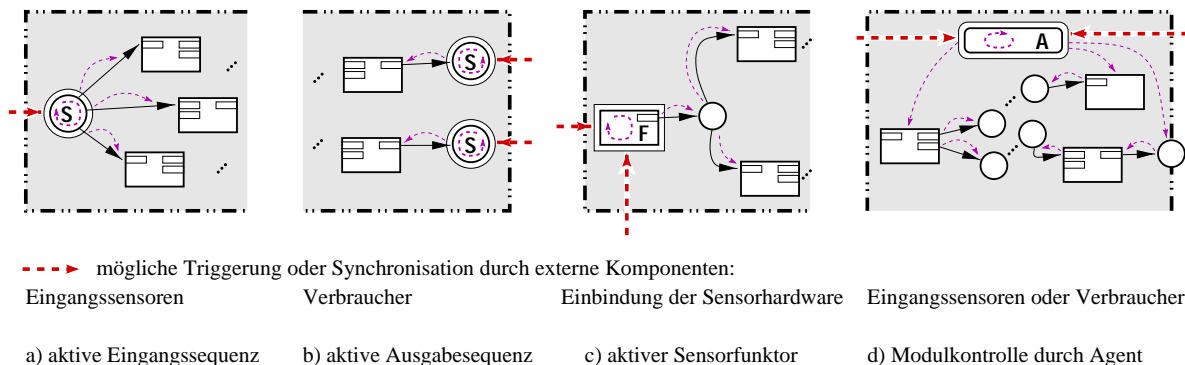 S
S
S
F
A
mögliche Triggerung oder Synchronisation durch externe Komponenten:
Eingangssensoren
Verbraucher
Einbindung der Sensorhardware
Eingangssensoren oder Verbraucher
a) aktive Eingangssequenz
b) aktive Ausgabesequenz
c) aktiver Sensorfunktor
d) Modulkontrolle durch Agent